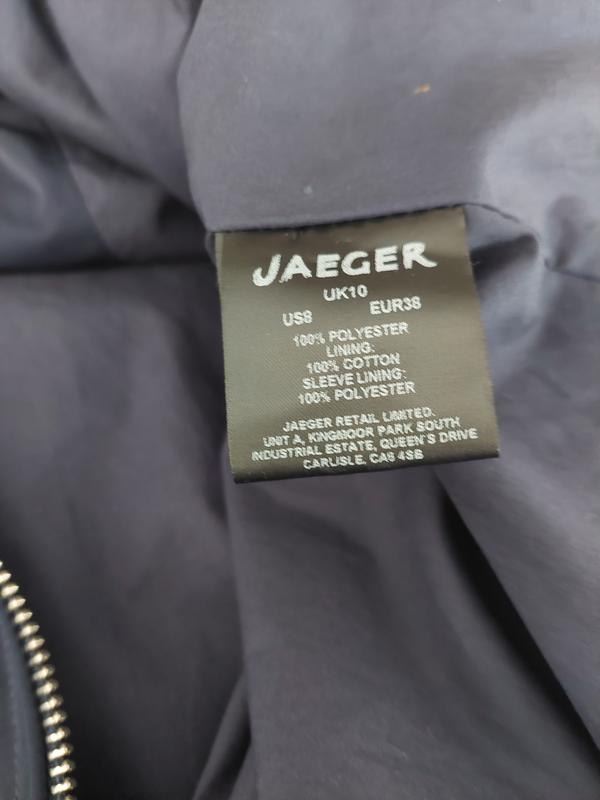 JAEGER
UK10
US8 EUR38
100% POLYESTER
LINING:
100% COTTON
SLEEVE LINING:
100% POLYESTER
JAEGER RETAIL LIMITED.
UNIT A, KINGMOOR PARK SOUTH
INDUSTRIAL ESTATE, QUEEN'S DRIVE
CARLISLE, CA6 4SB